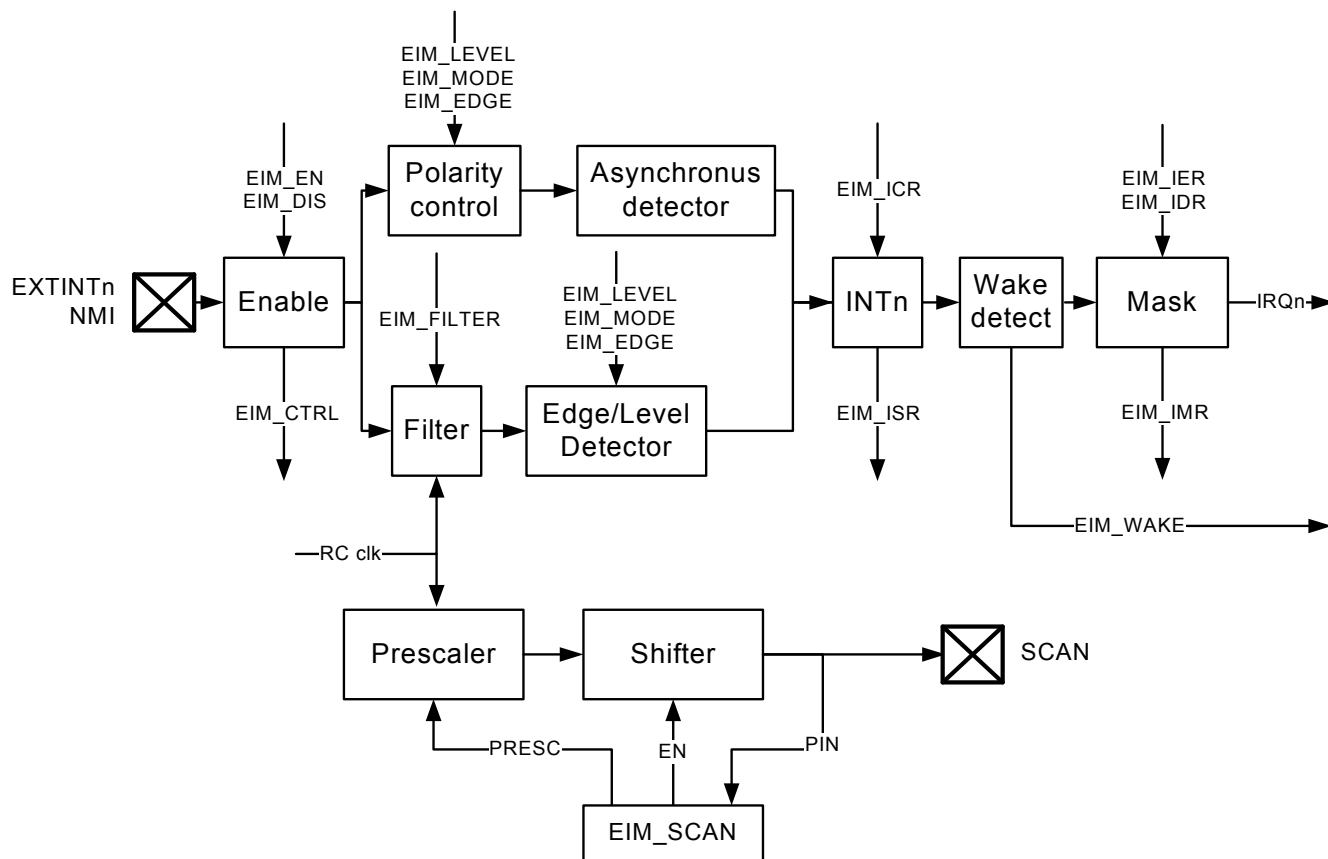 EIM_LEVEL
EIM_MODE
EIM_EDGE
EIM_EN
EIM_DIS
Polarity
control
Asynchronus
detector
EIM_ICR
EIM_IER
EIM_IDR
EXTINTn
NMI
Enable
EIM_FILTER
EIM_LEVEL
EIM_MODE
EIM_EDGE
INTn
Wake
detect
Mask
IRQn
EIM_CTRL
Filter
Edge/Level
Detector
EIM_ISR
EIM_IMR
EIM_WAKE
RC clk
Prescaler
Shifter
SCAN
PRESC
EN
PIN
EIM_SCAN